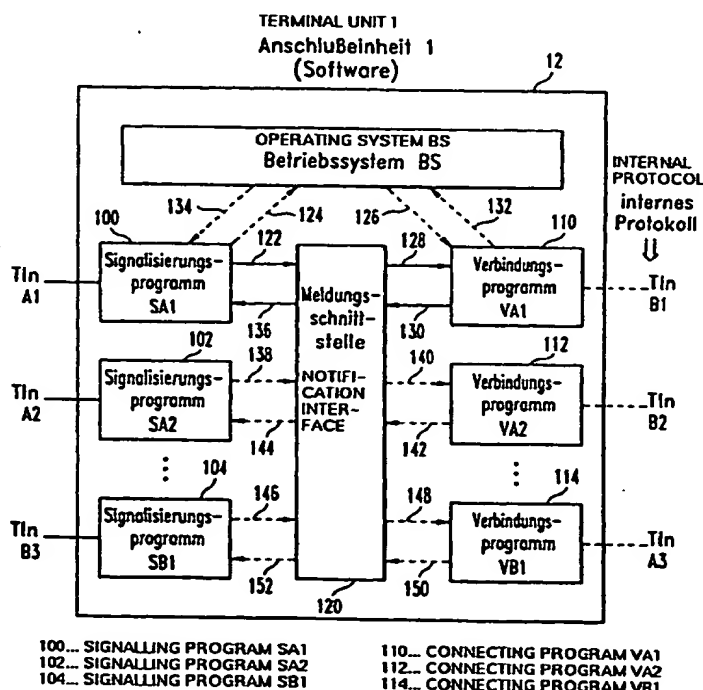 TERMINAL UNIT 1
Anschlußeinheit 1
(Software)
12
OPERATING SYSTEM BS
Betriebssystem BS
INTERNAL
PROTOCOL
internes
Protokoll
100
134
124
126
132
110
122
128
Signalisierungs-
programm
SA1
Meldungs-
schnitt-
stelle
NOTIFI-
CATION
INTER-
FACE
Verbindungs-
programm
VA1
Tln
A1
Tln
B1
136
130
102
138
140
112
Signalisierungs-
programm
SA2
Verbindungs-
programm
VA2
Tln
A2
Tln
B2
144
142
104
146
148
114
Signalisierungs-
programm
SB1
Verbindungs-
programm
VB1
Tln
B3
Tln
A3
152
150
120
100... SIGNALLING PROGRAM SA1
102... SIGNALLING PROGRAM SA2
104... SIGNALLING PROGRAM SB1
110... CONNECTING PROGRAM VA1
112... CONNECTING PROGRAM VA2
114... CONNECTING PROGRAM VB1